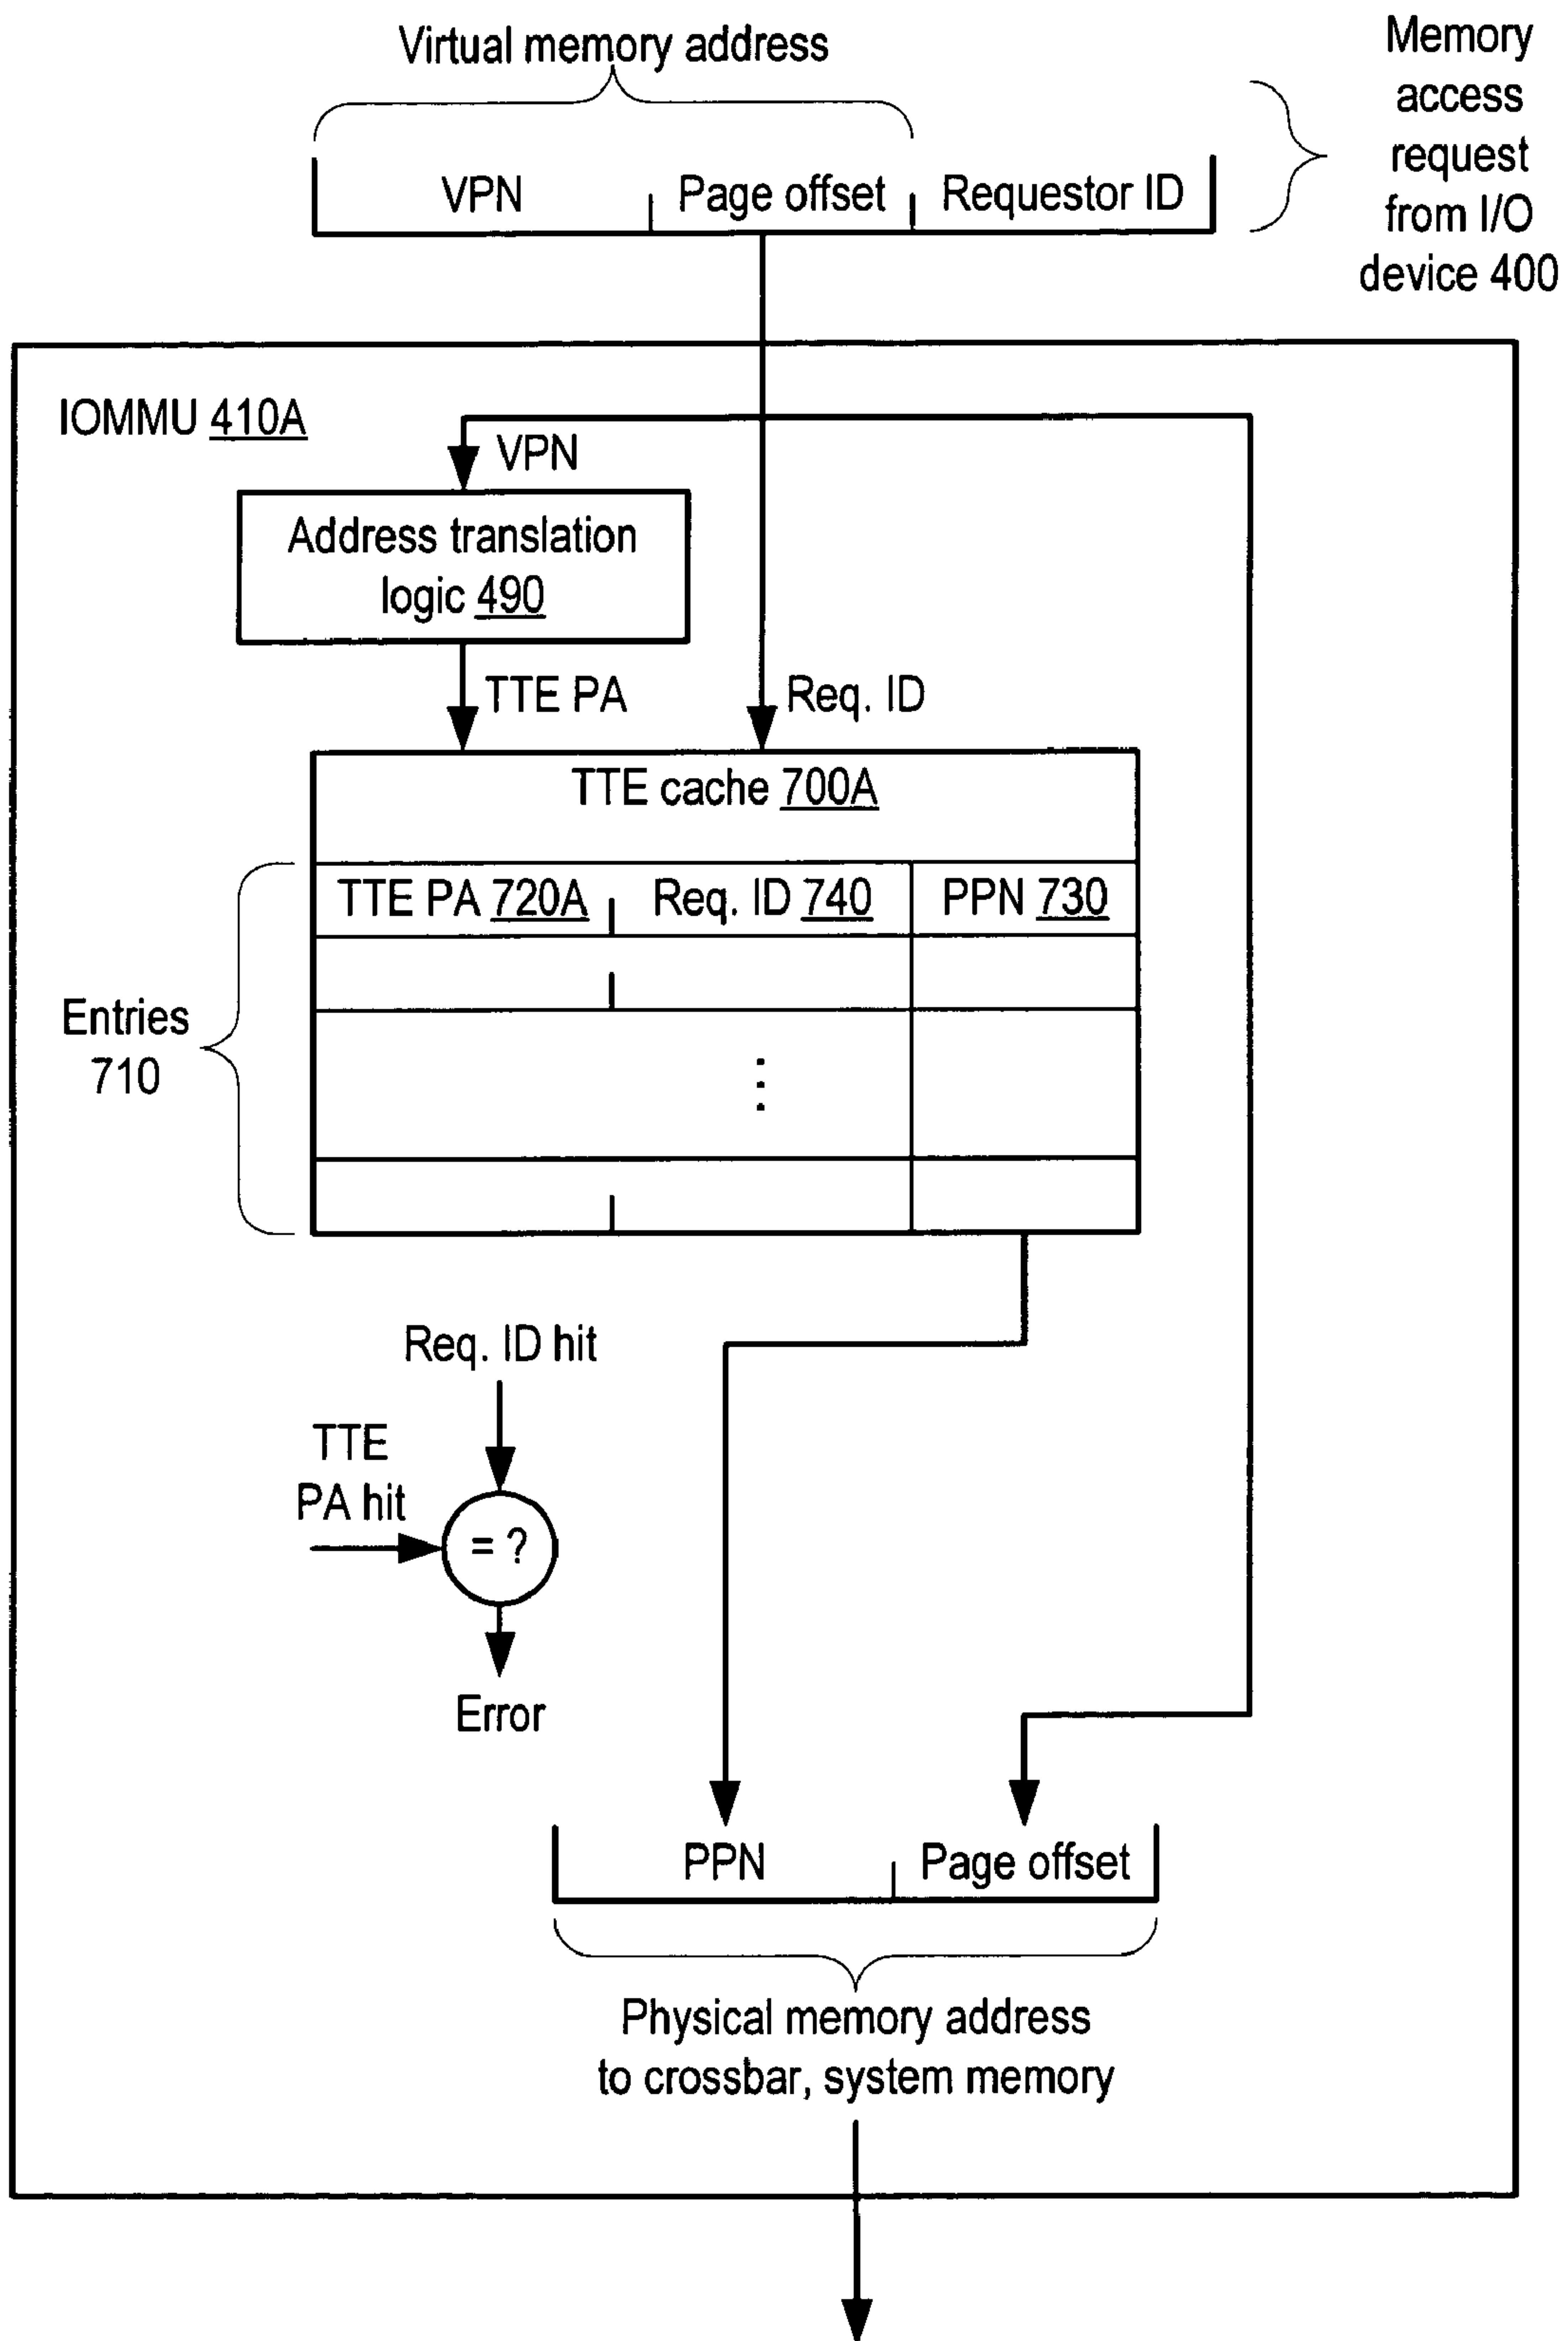 Virtual memory address
Memory
access
request
from I/O
device 400
VPN
Page offset
Requestor ID
IOMMU 410A
VPN
Address translation
logic 490
TTE PA
Req. ID
TTE cache 700A
TTE PA 720A
Req. ID 740
PPN 730
Entries
710
Req. ID hit
TTE
PA hit
= ?
Error
PPN
Page offset
Physical memory address
to crossbar, system memory